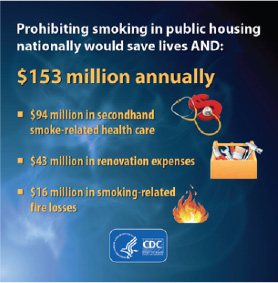 Prohibiting smoking in public housing
nationally would save lives AND:
$153 million annually
$94 million in secondhand
smoke-related health care
$43 million in renovation expenses
$16 million in smoking-related
fire losses
CDC